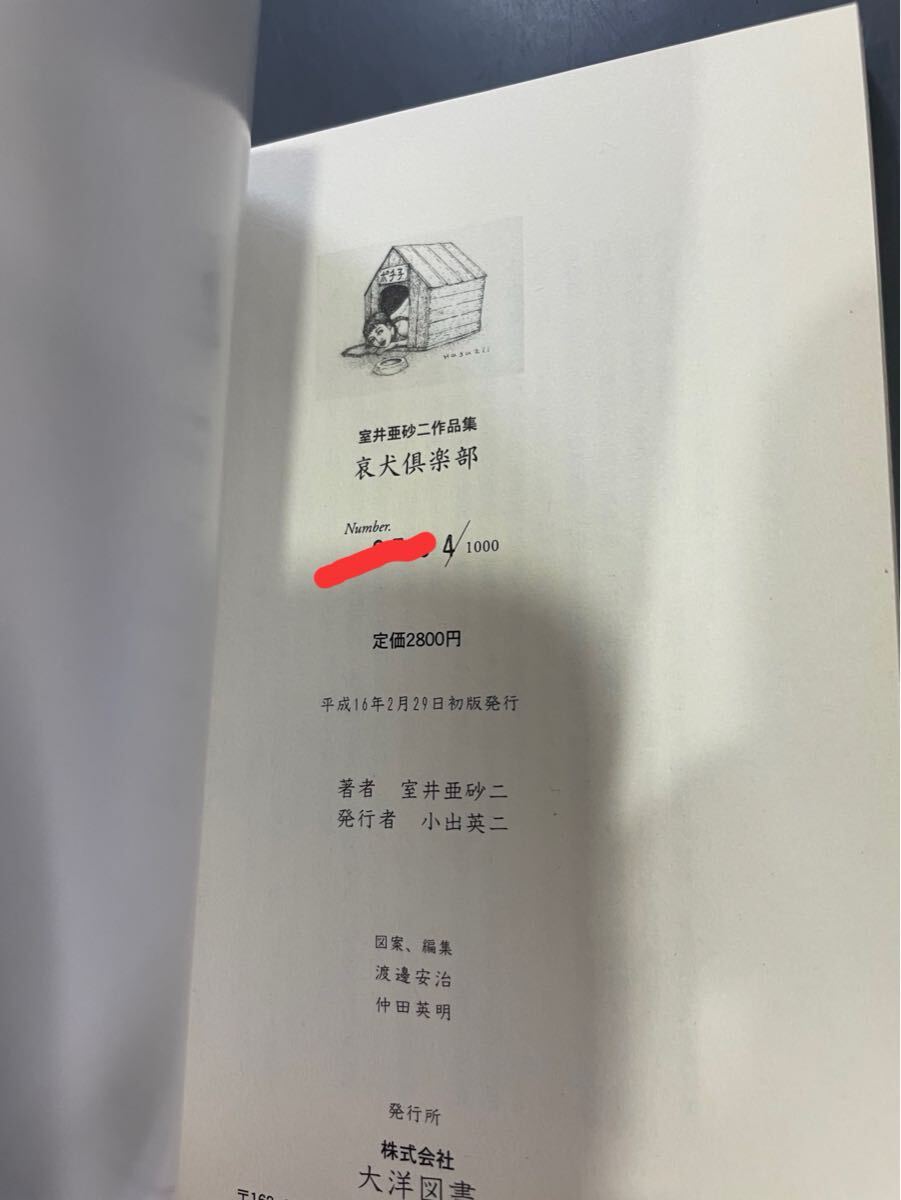 ポチ子
室井亜砂二作品集
哀犬倶楽部
Number.
4/1000
定価2800円
平成16年2月29日初版発行
著者 室井亜砂二
発行者 小出英二
図案、編集
渡邉安治
仲田英明
発行所
株式会社
大洋図書